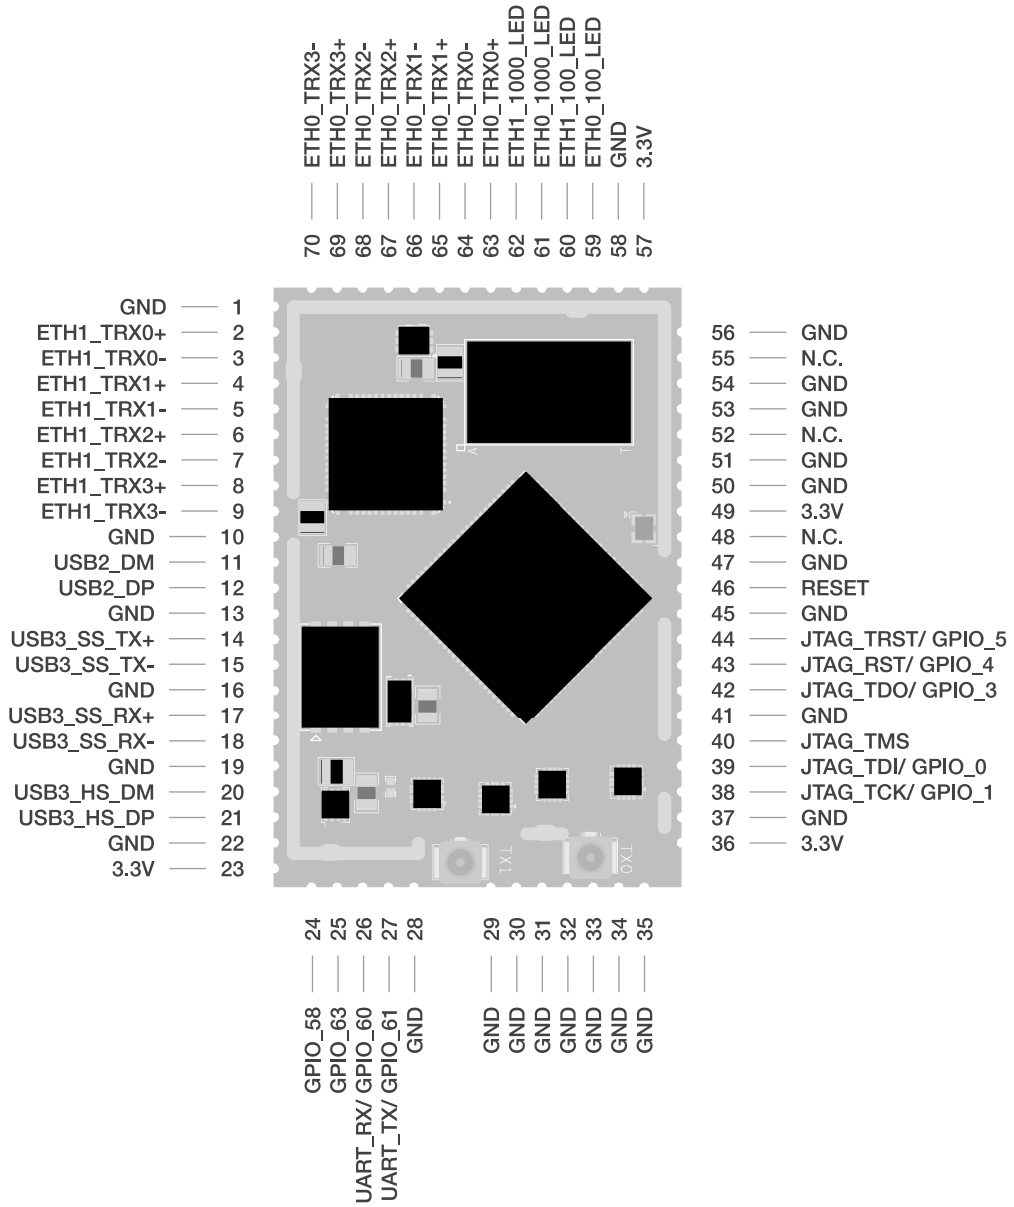 70 ETH0_TRX3-
69 ETH0_TRX3+
68 ETH0_TRX2-
67 ETH0_TRX2+
66 ETH0_TRX1-
65 ETH0_TRX1+
64 ETH0_TRX0-
63 ETH0_TRX0+
62 ETH1_1000_LED
61 ETH0_1000_LED
60 ETH1_100_LED
59 ETH0_100_LED
58 GND
57 3.3V
GND 1
ETH1_TRX0+ 2
ETH1_TRX0- 3
ETH1_TRX1+ 4
ETH1_TRX1- 5
ETH1_TRX2+ 6
ETH1_TRX2- 7
ETH1_TRX3+ 8
ETH1_TRX3- 9
GND 10
USB2_DM 11
USB2_DP 12
GND 13
USB3_SS_TX+ 14
USB3_SS_TX- 15
GND 16
USB3_SS_RX+ 17
USB3_SS_RX- 18
GND 19
USB3_HS_DM 20
USB3_HS_DP 21
GND 22
3.3V 23
A
T
TX1
TX0
56 GND
55 N.C.
54 GND
53 GND
52 N.C.
51 GND
50 GND
49 3.3V
48 N.C.
47 GND
46 RESET
45 GND
44 JTAG_TRST/ GPIO_5
43 JTAG_RST/ GPIO_4
42 JTAG_TDO/ GPIO_3
41 GND
40 JTAG_TMS
39 JTAG_TDI/ GPIO_0
38 JTAG_TCK/ GPIO_1
37 GND
36 3.3V
24 GPIO_58
25 GPIO_63
26 UART_RX/ GPIO_60
27 UART_TX/ GPIO_61
28 GND
29 GND
30 GND
31 GND
32 GND
33 GND
34 GND
35 GND